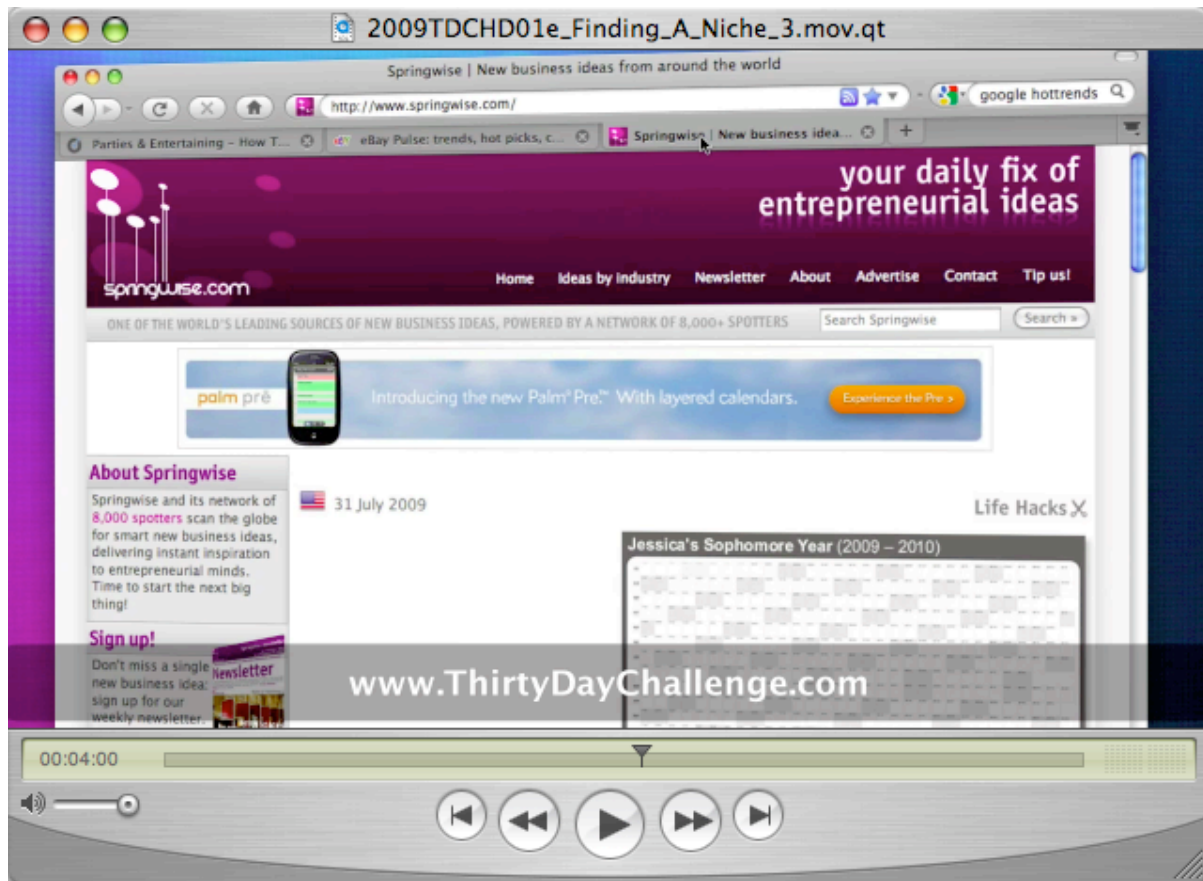 2009TDCHD01e_Finding_A_Niche_3.mov.qt
Springwise | New business ideas from around the world
http://www.springwise.com/
google hottrends
Parties & Entertaining – How T...
eBay Pulse: trends, hot picks, c...
Springwise | New business idea...
your daily fix of
entrepreneurial ideas
springwise.com
Home Ideas by industry Newsletter About Advertise Contact Tip us!
ONE OF THE WORLD'S LEADING SOURCES OF NEW BUSINESS IDEAS, POWERED BY A NETWORK OF 8,000+ SPOTTERS
Search Springwise
Search »
palm prē
Introducing the new Palm® Pre.™ With layered calendars.
Experience the Pre >
About Springwise
Springwise and its network of
8,000 spotters scan the globe
for smart new business ideas,
delivering instant inspiration
to entrepreneurial minds.
Time to start the next big
thing!
31 July 2009
Life Hacks
Jessica's Sophomore Year (2009 – 2010)
Sign up!
Don't miss a single
new business idea:
sign up for our
weekly newsletter.
Newsletter
www.ThirtyDayChallenge.com
00:04:00